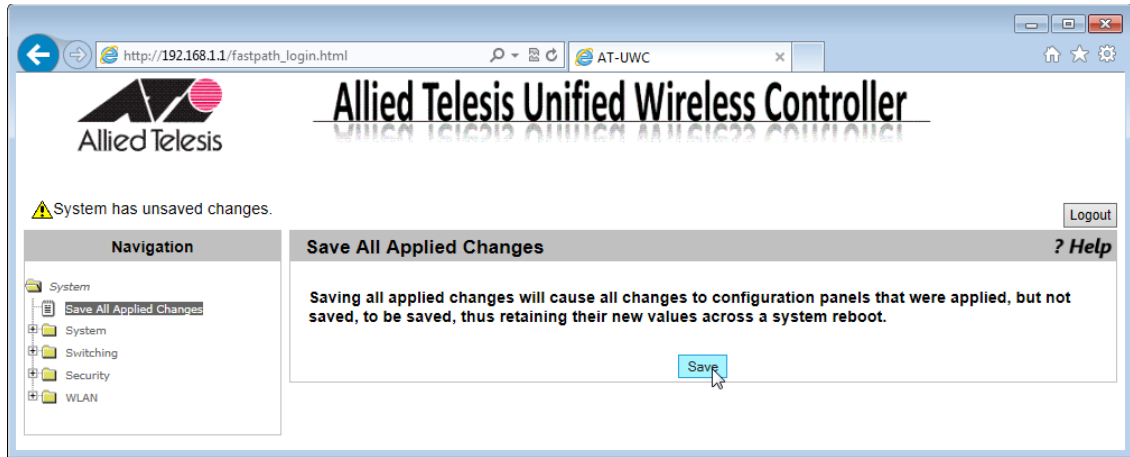 http://192.168.1.1/fastpath_login.html
AT-UWC
Allied Telesis
Allied Telesis Unified Wireless Controller
System has unsaved changes.
Logout
Navigation
System
Save All Applied Changes
System
Switching
Security
WLAN
Save All Applied Changes
? Help
Saving all applied changes will cause all changes to configuration panels that were applied, but not
saved, to be saved, thus retaining their new values across a system reboot.
Save